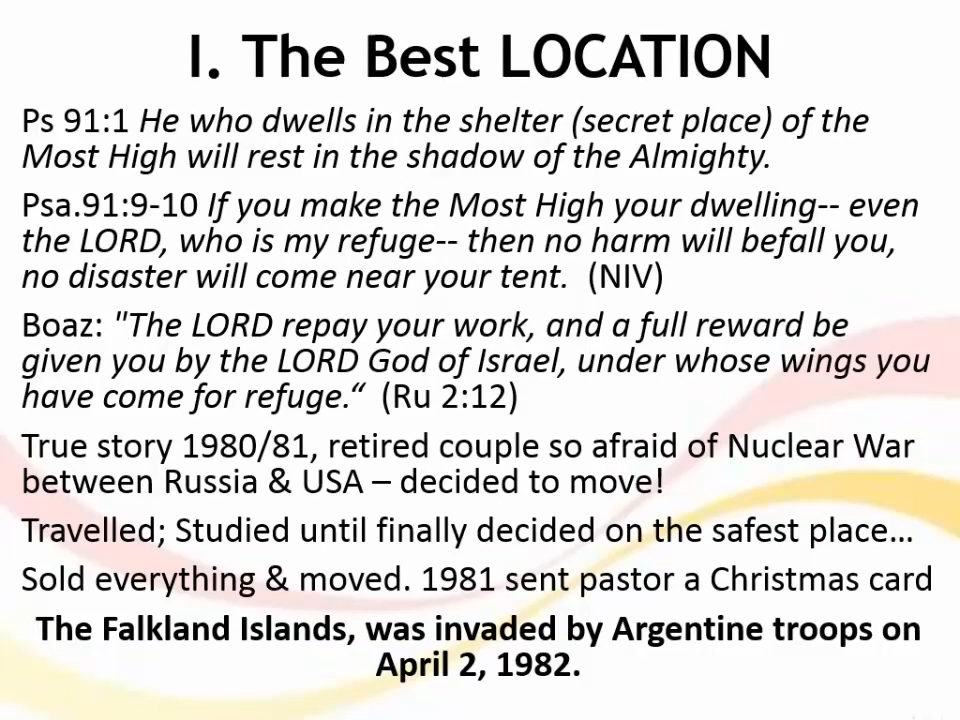 I. The Best LOCATION
Ps 91:1 He who dwells in the shelter (secret place) of the
Most High will rest in the shadow of the Almighty.
Psa.91:9-10 If you make the Most High your dwelling-- even
the LORD, who is my refuge-- then no harm will befall you,
no disaster will come near your tent.  (NIV)
Boaz: "The LORD repay your work, and a full reward be
given you by the LORD God of Israel, under whose wings you
have come for refuge.“  (Ru 2:12)
True story 1980/81, retired couple so afraid of Nuclear War
between Russia & USA – decided to move!
Travelled; Studied until finally decided on the safest place…
Sold everything & moved. 1981 sent pastor a Christmas card
The Falkland Islands, was invaded by Argentine troops on
April 2, 1982.